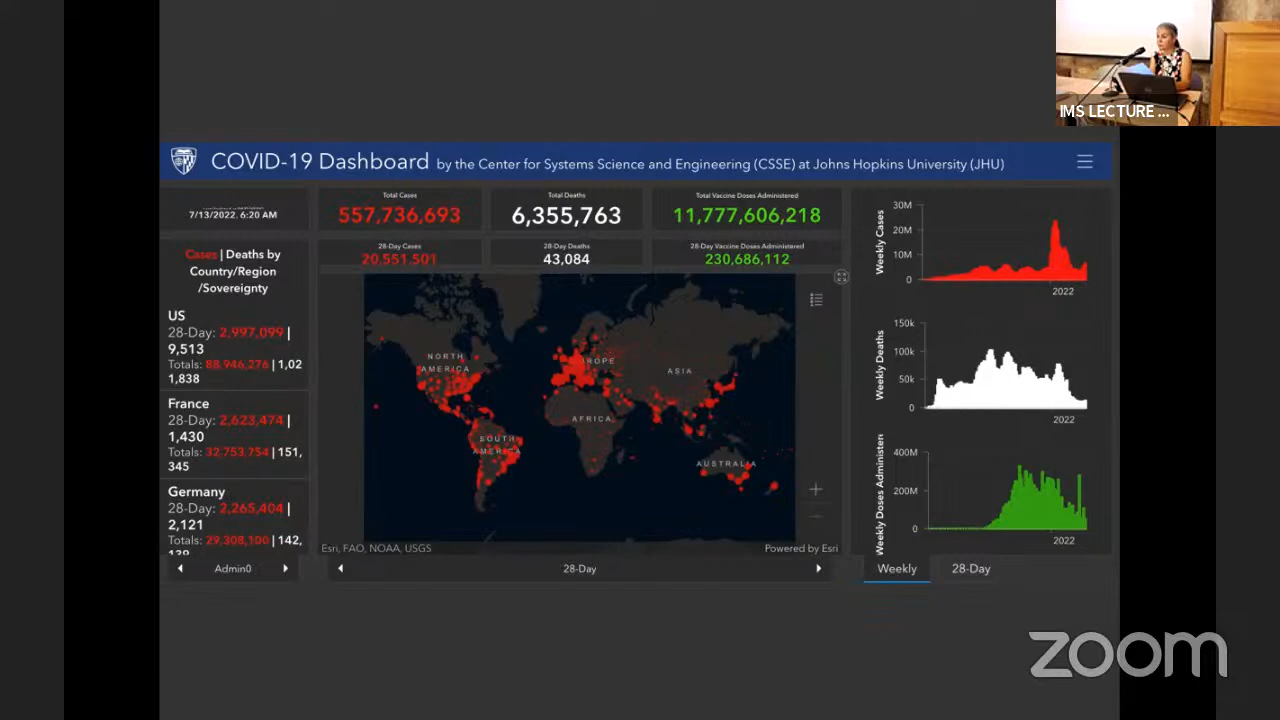 IMS LECTURE ...
COVID-19 Dashboard by the Center for Systems Science and Engineering (CSSE) at Johns Hopkins University (JHU)
7/13/2022, 6:20 AM
Total Cases
557,736,693
Total Deaths
6,355,763
Total Vaccine Doses Administered
11,777,606,218
28-Day Cases
20,551,501
28-Day Deaths
43,084
28-Day Vaccine Doses Administered
230,686,112
Cases | Deaths by
Country/Region
/Sovereignty
US
28-Day: 2,997,099 |
9,513
Totals: 88,946,276 | 1,02
1,838
France
28-Day: 2,623,474 |
1,430
Totals: 32,753,754 | 151,
345
Germany
28-Day: 2,265,404 |
2,121
Totals: 29,308,100 | 142,
Admin0
NORTH
AMERICA
SOUTH
AMERICA
EUROPE
AFRICA
ASIA
AUSTRALIA
Esri, FAO, NOAA, USGS
Powered by Esri
28-Day
Weekly Cases
30M
20M
10M
0
2022
Weekly Deaths
150k
100k
50k
0
2022
Weekly Doses Administer
400M
200M
0
2022
Weekly
28-Day
zoom